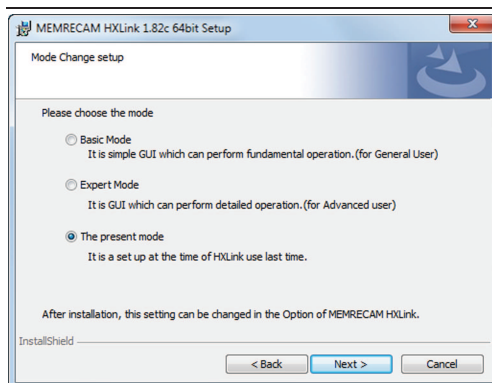 MEMRECAM HXLink 1.82c 64bit Setup
Mode Change setup
Please choose the mode
Basic Mode
It is simple GUI which can perform fundamental operation.(for General User)
Expert Mode
It is GUI which can perform detailed operation.(for Advanced user)
The present mode
It is a set up at the time of HXLink use last time.
After installation, this setting can be changed in the Option of MEMRECAM HXLink.
InstallShield
< Back Next > Cancel